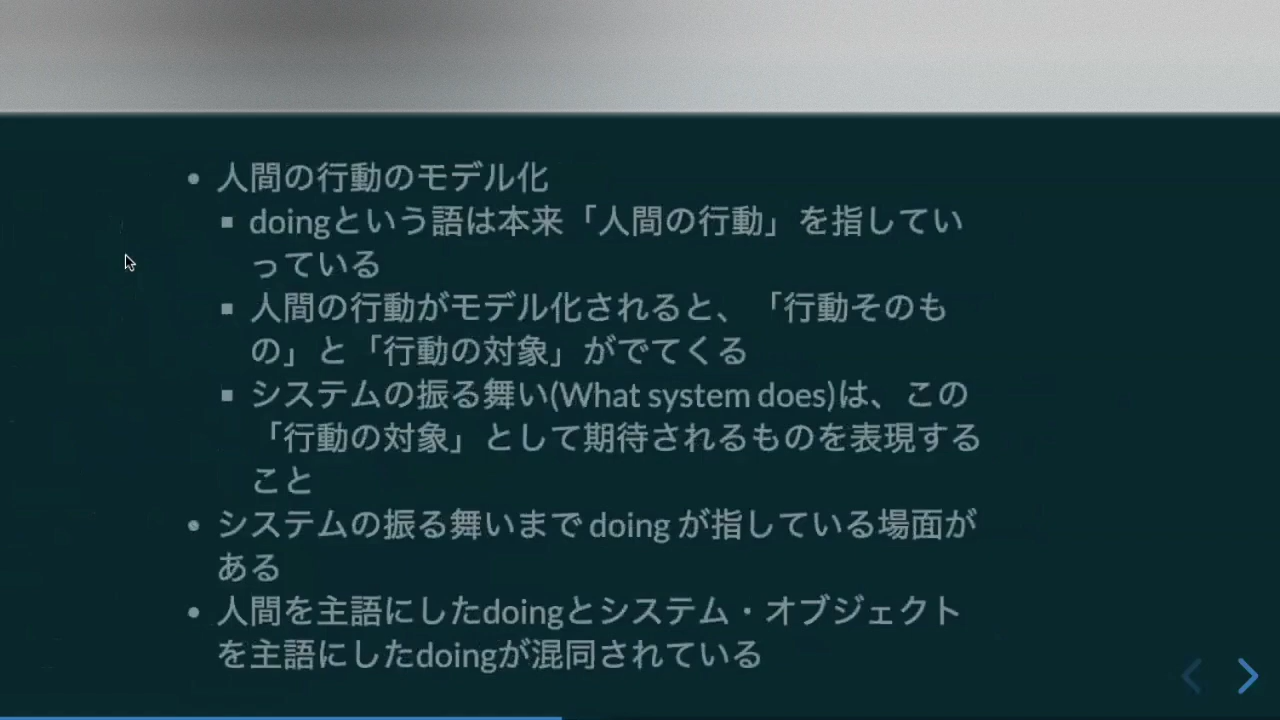 人間の行動のモデル化
doingという語は本来「人間の行動」を指してい
っている
人間の行動がモデル化されると、「行動そのも
の」と「行動の対象」がでてくる
システムの振る舞い(What system does)は、この
「行動の対象」として期待されるものを表現する
こと
システムの振る舞いまで doing が指している場面が
ある
人間を主語にしたdoingとシステム・オブジェクト
を主語にしたdoingが混同されている